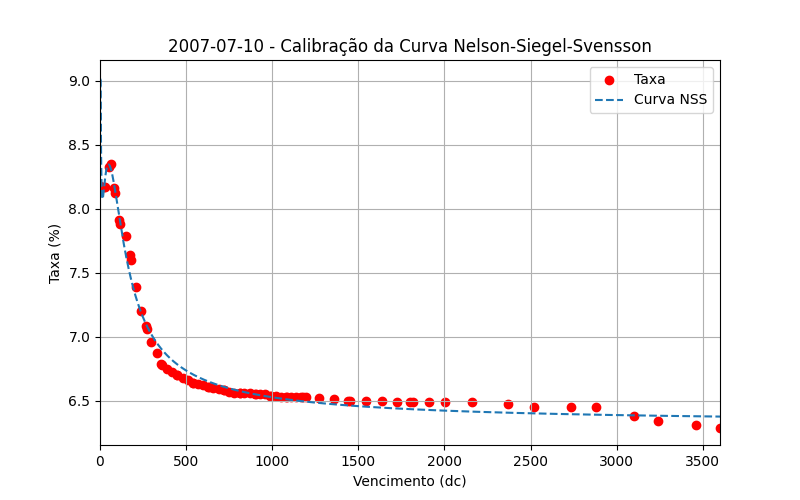 2007-07-10 - Calibração da Curva Nelson-Siegel-Svensson
Taxa
Curva NSS
Taxa (%)
9.0
8.5
8.0
7.5
7.0
6.5
0 500 1000 1500 2000 2500 3000 3500
Vencimento (dc)